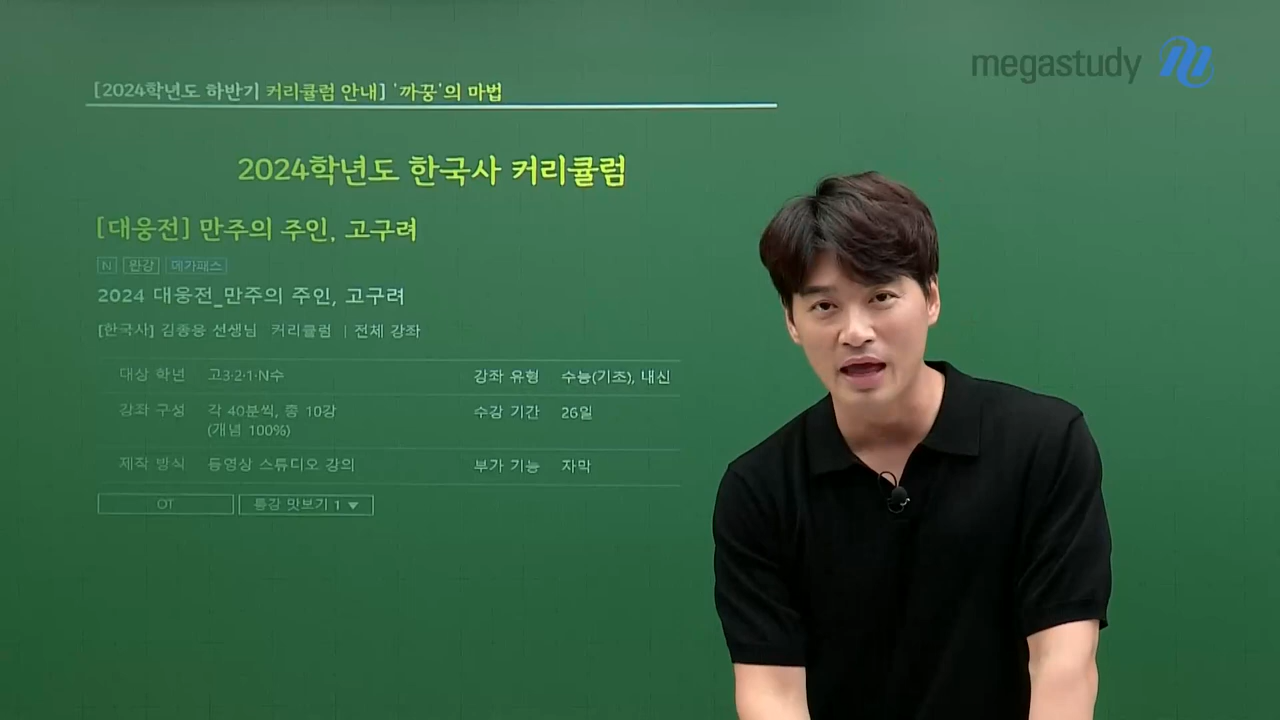 megastudy
[2024학년도 하반기 커리큘럼 안내] '까꿍'의 마법
2024학년도 한국사 커리큘럼
[대웅전] 만주의 주인, 고구려
N 완강 메가패스
2024 대웅전_만주의 주인, 고구려
[한국사] 김종웅 선생님 커리큘럼 | 전체 강좌
대상 학년 고3·2·1·N수 강좌 유형 수능(기초), 내신
강좌 구성 각 40분씩, 총 10강 수강 기간 26일
(개념 100%)
제작 방식 동영상 스튜디오 강의 부가 기능 자막
OT 통강 맛보기 1 ▼